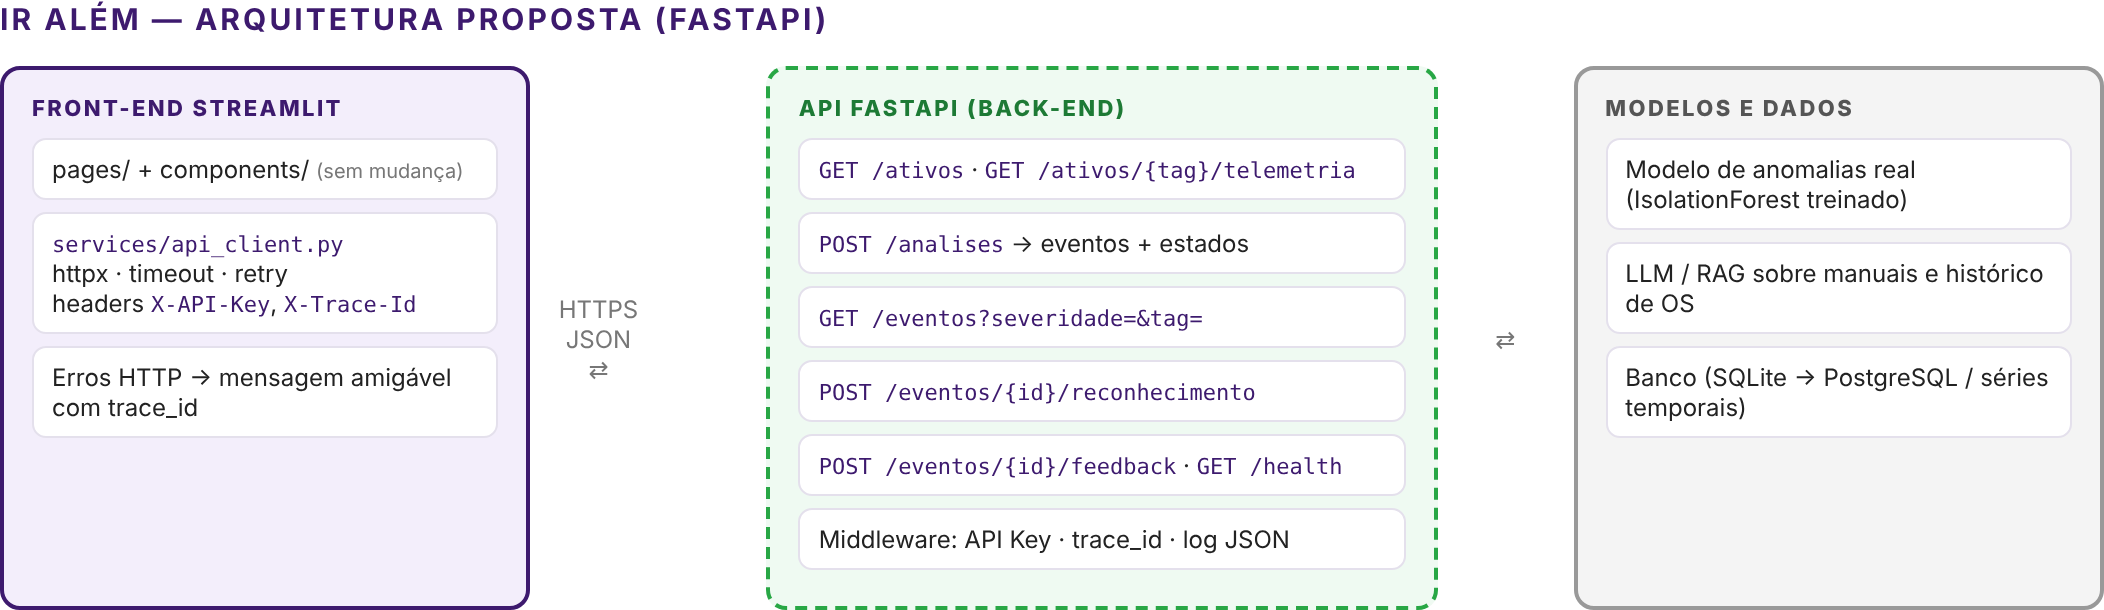 IR ALÉM — ARQUITETURA PROPOSTA (FASTAPI)
FRONT-END STREAMLIT
pages/ + components/ (sem mudança)
services/api_client.py
httpx · timeout · retry
headers X-API-Key, X-Trace-Id
Erros HTTP → mensagem amigável
com trace_id
HTTPS
JSON
⇄
API FASTAPI (BACK-END)
GET /ativos · GET /ativos/{tag}/telemetria
POST /analises → eventos + estados
GET /eventos?severidade=&tag=
POST /eventos/{id}/reconhecimento
POST /eventos/{id}/feedback · GET /health
Middleware: API Key · trace_id · log JSON
⇄
MODELOS E DADOS
Modelo de anomalias real
(IsolationForest treinado)
LLM / RAG sobre manuais e histórico
de OS
Banco (SQLite → PostgreSQL / séries
temporais)